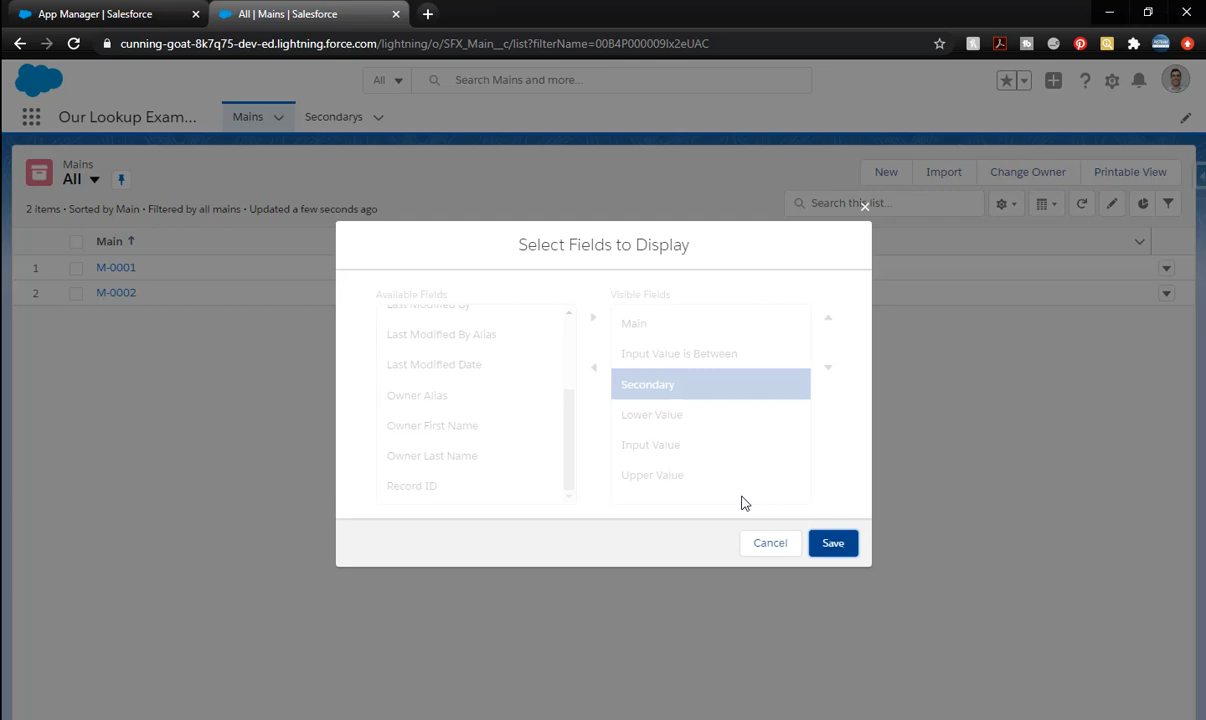 App Manager | Salesforce
All | Mains | Salesforce
cunning-goat-8k7q75-dev-ed.lightning.force.com/lightning/o/SFX_Main__c/list?filterName=00B4P000009Ix2eUAC
All
Search Mains and more...
Our Lookup Exam...
Mains
Secondarys
Mains
All
New
Import
Change Owner
Printable View
2 items • Sorted by Main • Filtered by all mains • Updated a few seconds ago
Search this list...
Main
1
M-0001
2
M-0002
Select Fields to Display
Available Fields
Last Modified By
Last Modified By Alias
Last Modified Date
Owner Alias
Owner First Name
Owner Last Name
Record ID
Visible Fields
Main
Input Value is Between
Secondary
Lower Value
Input Value
Upper Value
Cancel
Save